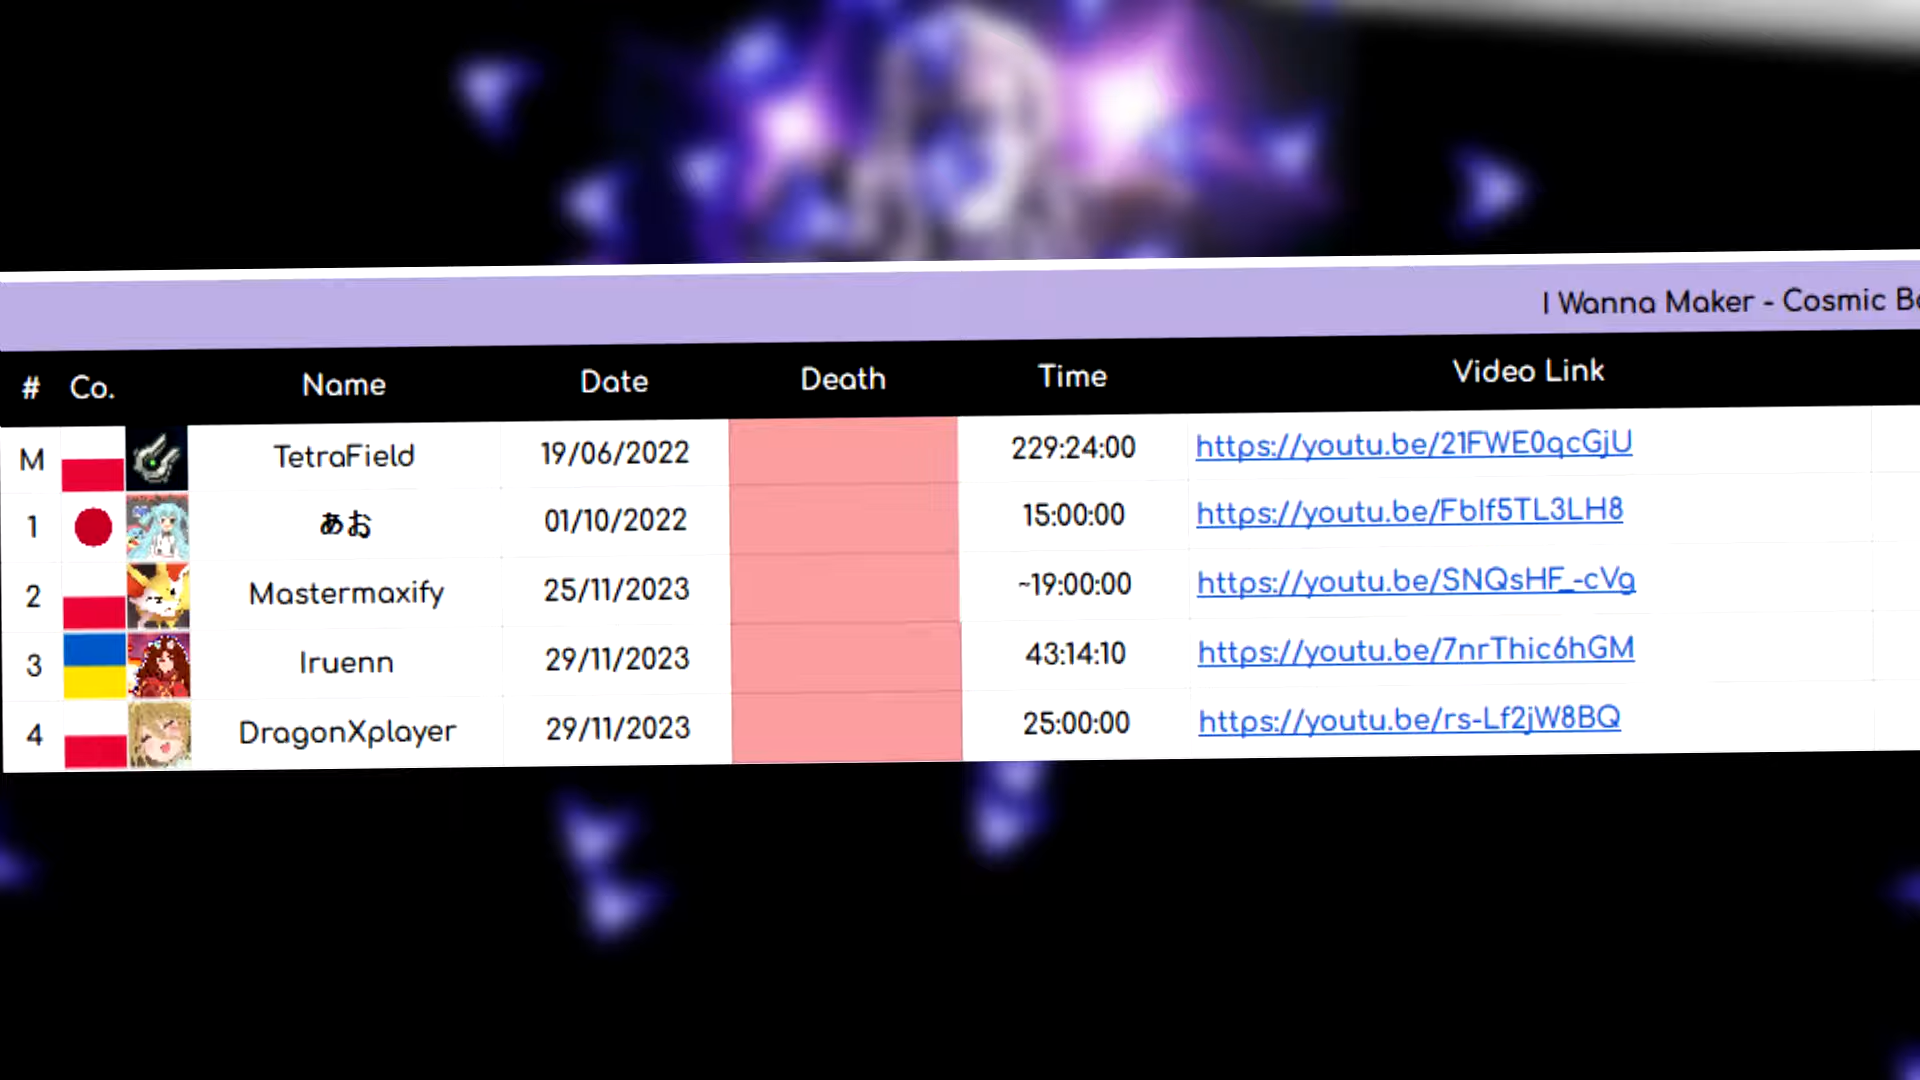 I Wanna Maker - Cosmic
# Co. Name Date Death Time Video Link
M TetraField 19/06/2022 229:24:00 https://youtu.be/21FWE0qcGjU
1 あお 01/10/2022 15:00:00 https://youtu.be/FbIf5TL3LH8
2 Mastermaxify 25/11/2023 ~19:00:00 https://youtu.be/SNQsHF_-cVg
3 Iruenn 29/11/2023 43:14:10 https://youtu.be/7nrThic6hGM
4 DragonXplayer 29/11/2023 25:00:00 https://youtu.be/rs-Lf2jW8BQ